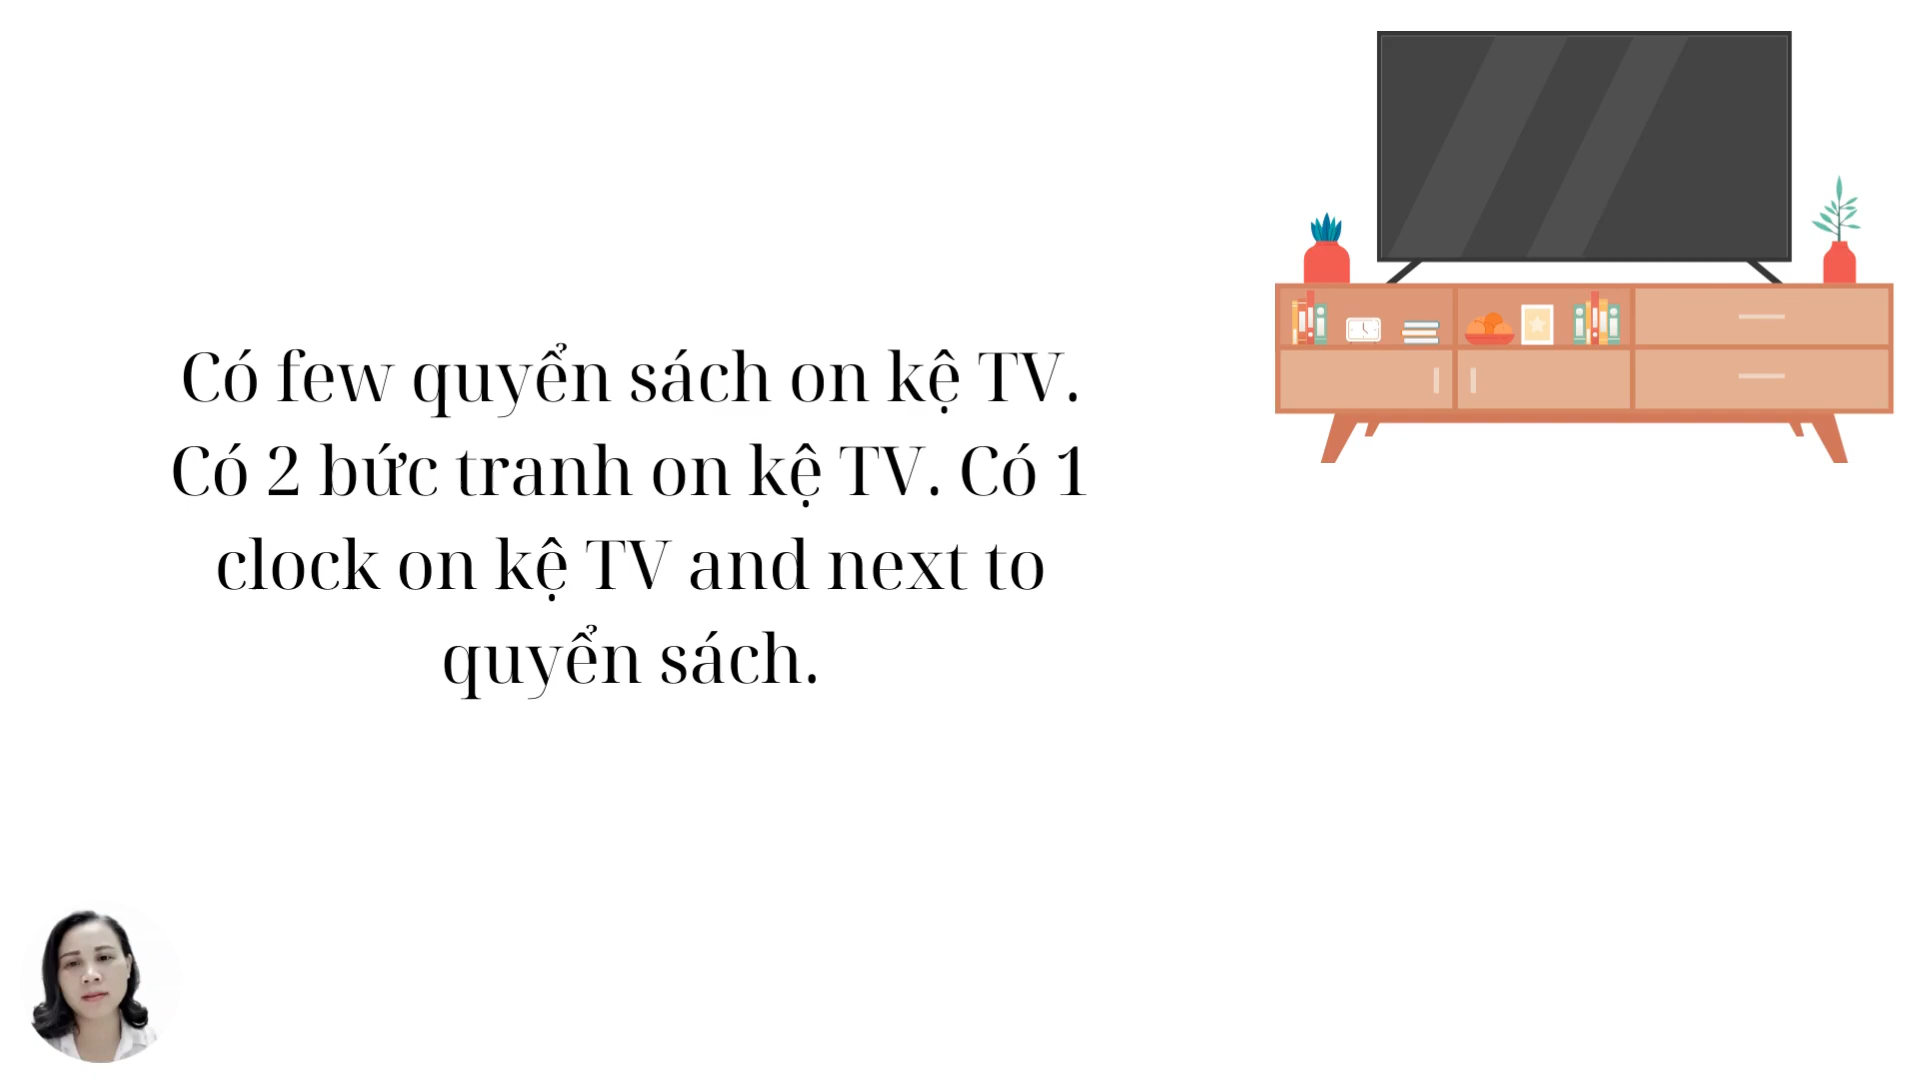 Có few quyển sách on kệ TV.
Có 2 bức tranh on kệ TV. Có 1
clock on kệ TV and next to
quyển sách.